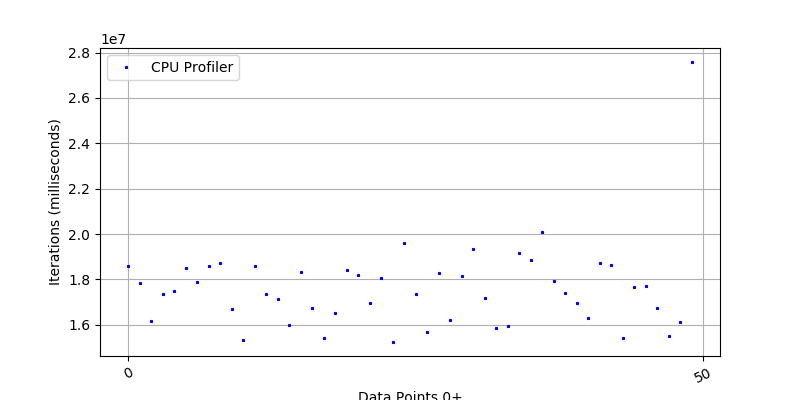 1e7
2.8
CPU Profiler
2.6
2.4
2.2
2.0
1.8
1.6
Iterations (milliseconds)
0
50
Data Points 0+